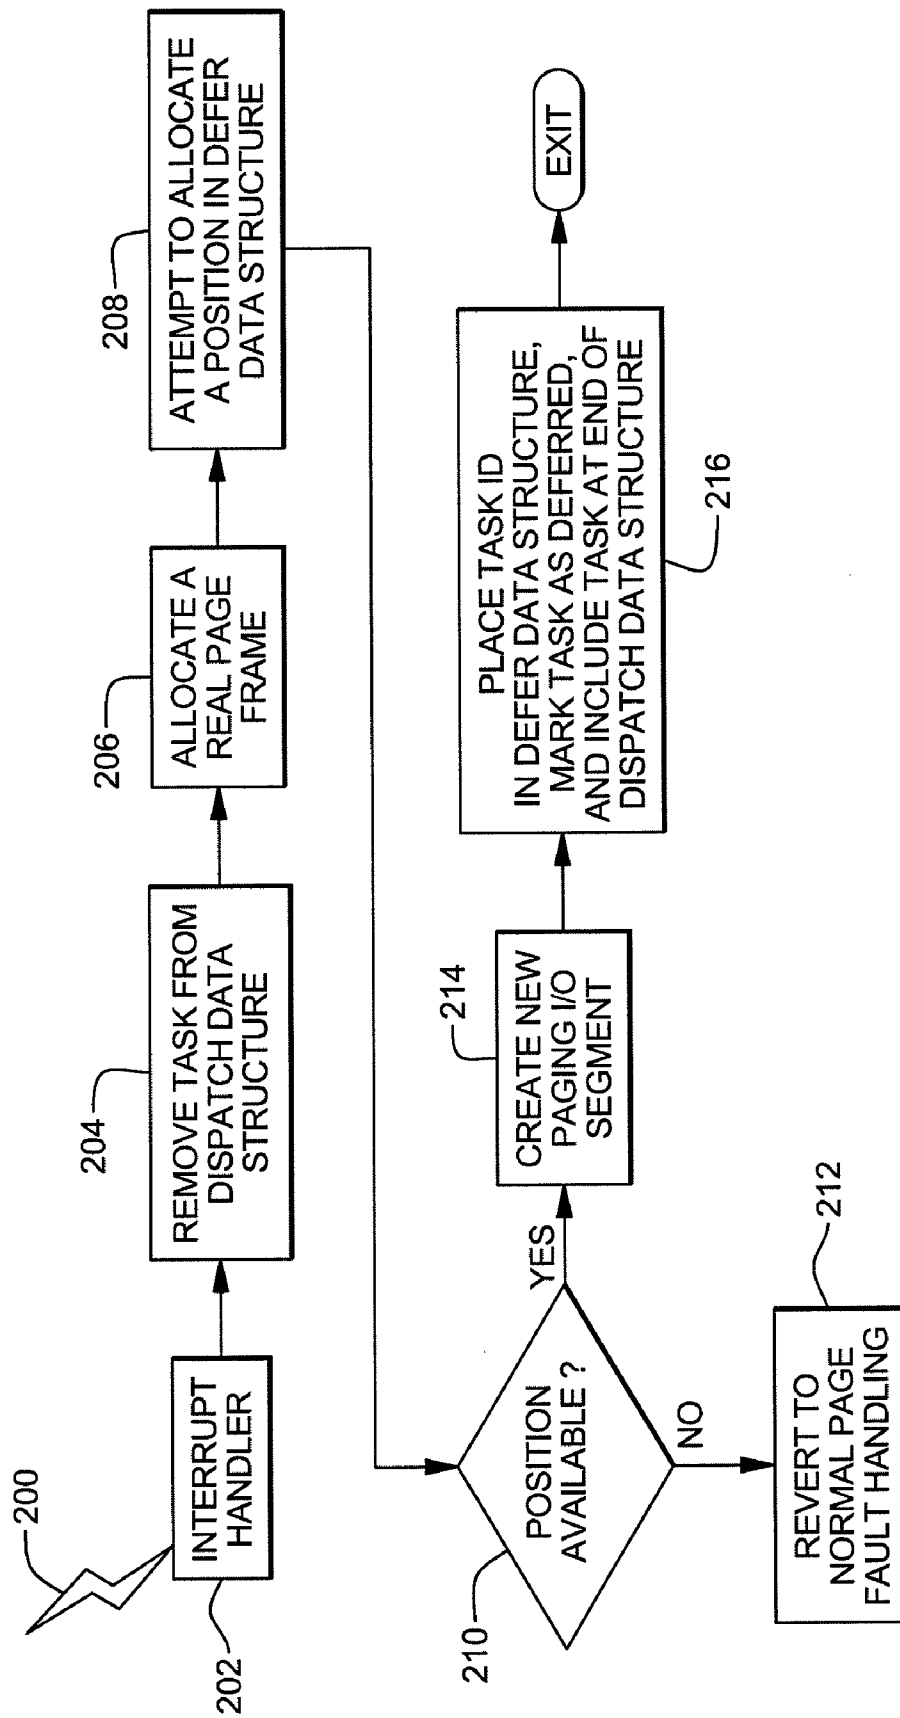 200
202
INTERRUPT
HANDLER
204
REMOVE TASK FROM
DISPATCH DATA
STRUCTURE
206
ALLOCATE A
REAL PAGE
FRAME
208
ATTEMPT TO ALLOCATE
A POSITION IN DEFER
DATA STRUCTURE
210
POSITION
AVAILABLE ?
YES
NO
212
REVERT TO
NORMAL PAGE
FAULT HANDLING
214
CREATE NEW
PAGING I/O
SEGMENT
216
PLACE TASK ID
IN DEFER DATA STRUCTURE,
MARK TASK AS DEFERRED,
AND INCLUDE TASK AT END OF
DISPATCH DATA STRUCTURE
EXIT